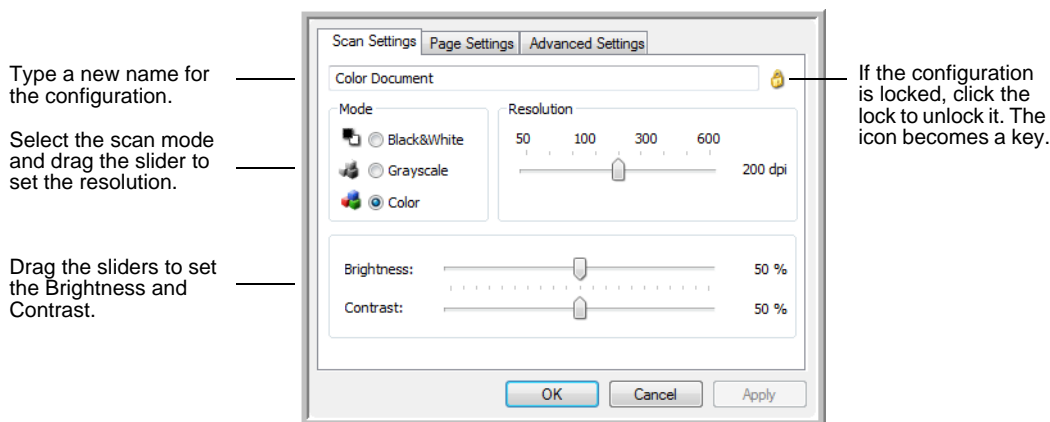 Scan Settings Page Settings Advanced Settings
Type a new name for
the configuration.
Color Document
If the configuration
is locked, click the
lock to unlock it. The
icon becomes a key.
Select the scan mode
and drag the slider to
set the resolution.
Mode
Black&White
Grayscale
Color
Resolution
50 100 300 600
200 dpi
Drag the sliders to set
the Brightness and
Contrast.
Brightness: 50 %
Contrast: 50 %
OK Cancel Apply